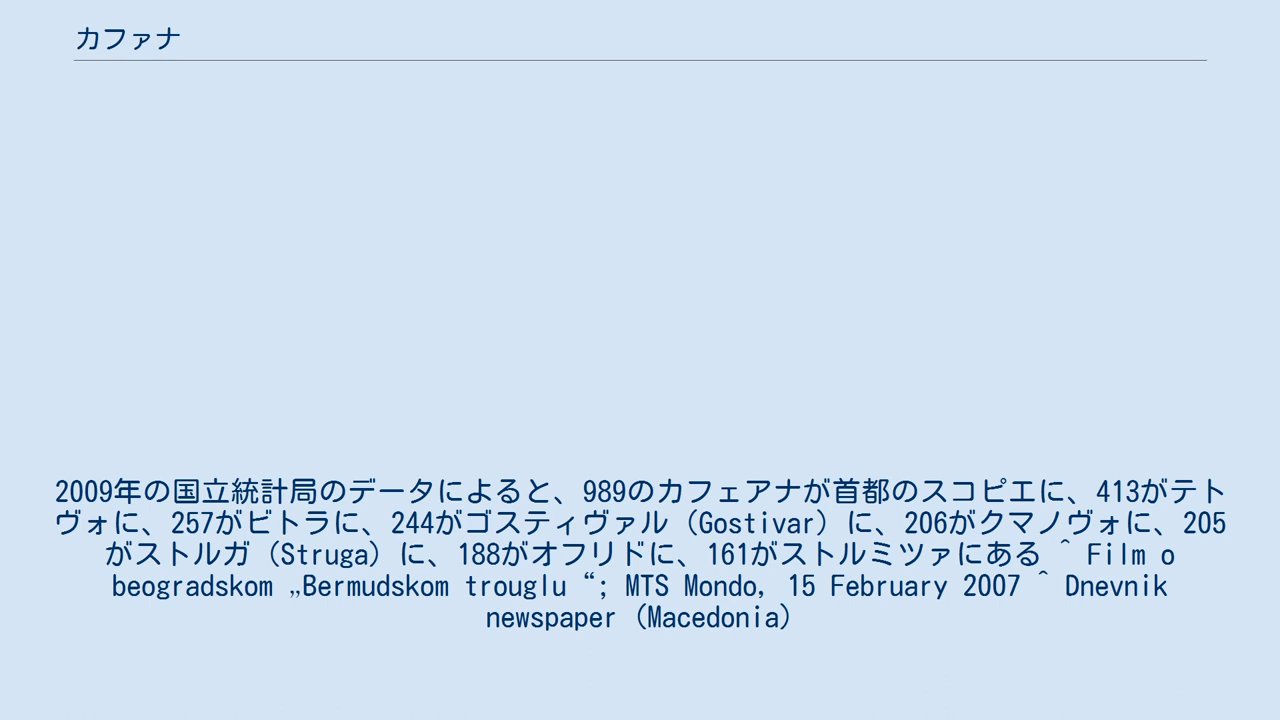 カファナ
2009年の国立統計局のデータによると、989のカフェアナが首都のスコピエに、413がテト
ヴォに、257がビトラに、244がゴスティヴァル（Gostivar）に、206がクマノヴォに、205
がストルガ（Struga）に、188がオフリドに、161がストルミツァにある ^ Film o
beogradskom „Bermudskom trouglu “; MTS Mondo, 15 February 2007 ^ Dnevnik
newspaper (Macedonia)